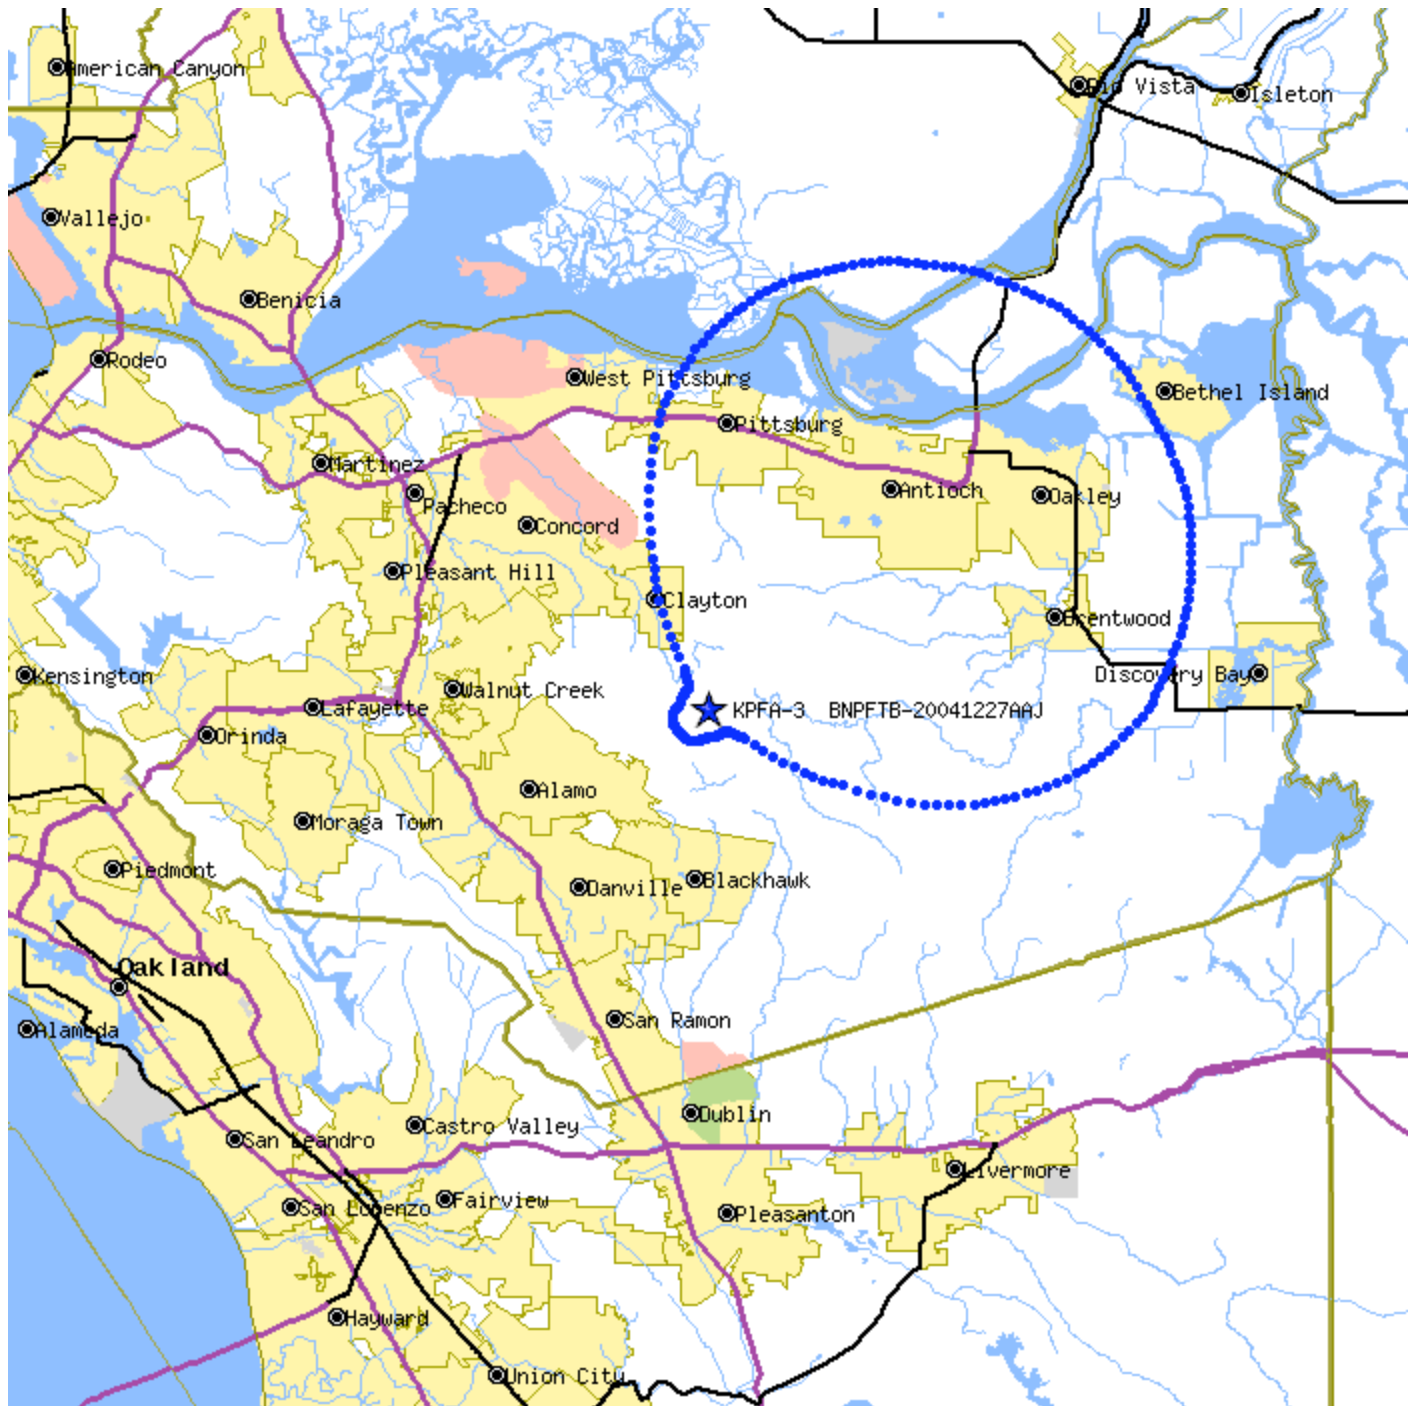 American Canyon
Rio Vista
Isleton
Vallejo
Benicia
Rodeo
West Pittsburg
Bethel Island
Pittsburg
Martinez
Antioch
Oakley
Pacheco
Concord
Pleasant Hill
Clayton
Brentwood
Kensington
Discovery Bay
Walnut Creek
Lafayette
KPFA-3 BNPFTB-20041227AAJ
Orinda
Alamo
Moraga Town
Piedmont
Danville
Blackhawk
Oakland
San Ramon
Alameda
Dublin
Castro Valley
San Leandro
Livermore
Fairview
San Lorenzo
Pleasanton
Hayward
Union City